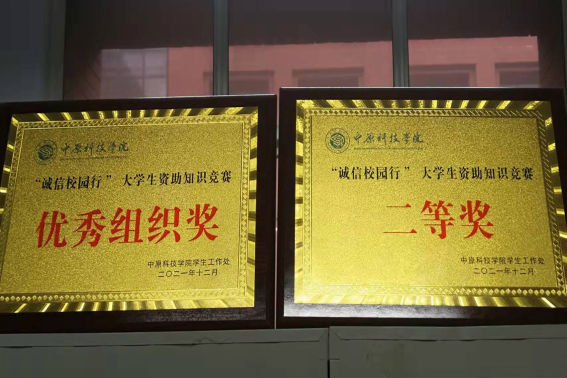 中原科技学院
"诚信校园行" 大学生资助知识竞赛
优秀组织奖
中原科技学院学生工作处
二〇二一年十二月
中原科技学院
"诚信校园行" 大学生资助知识竞赛
二等奖
中原科技学院学生工作处
二〇二一年十二月